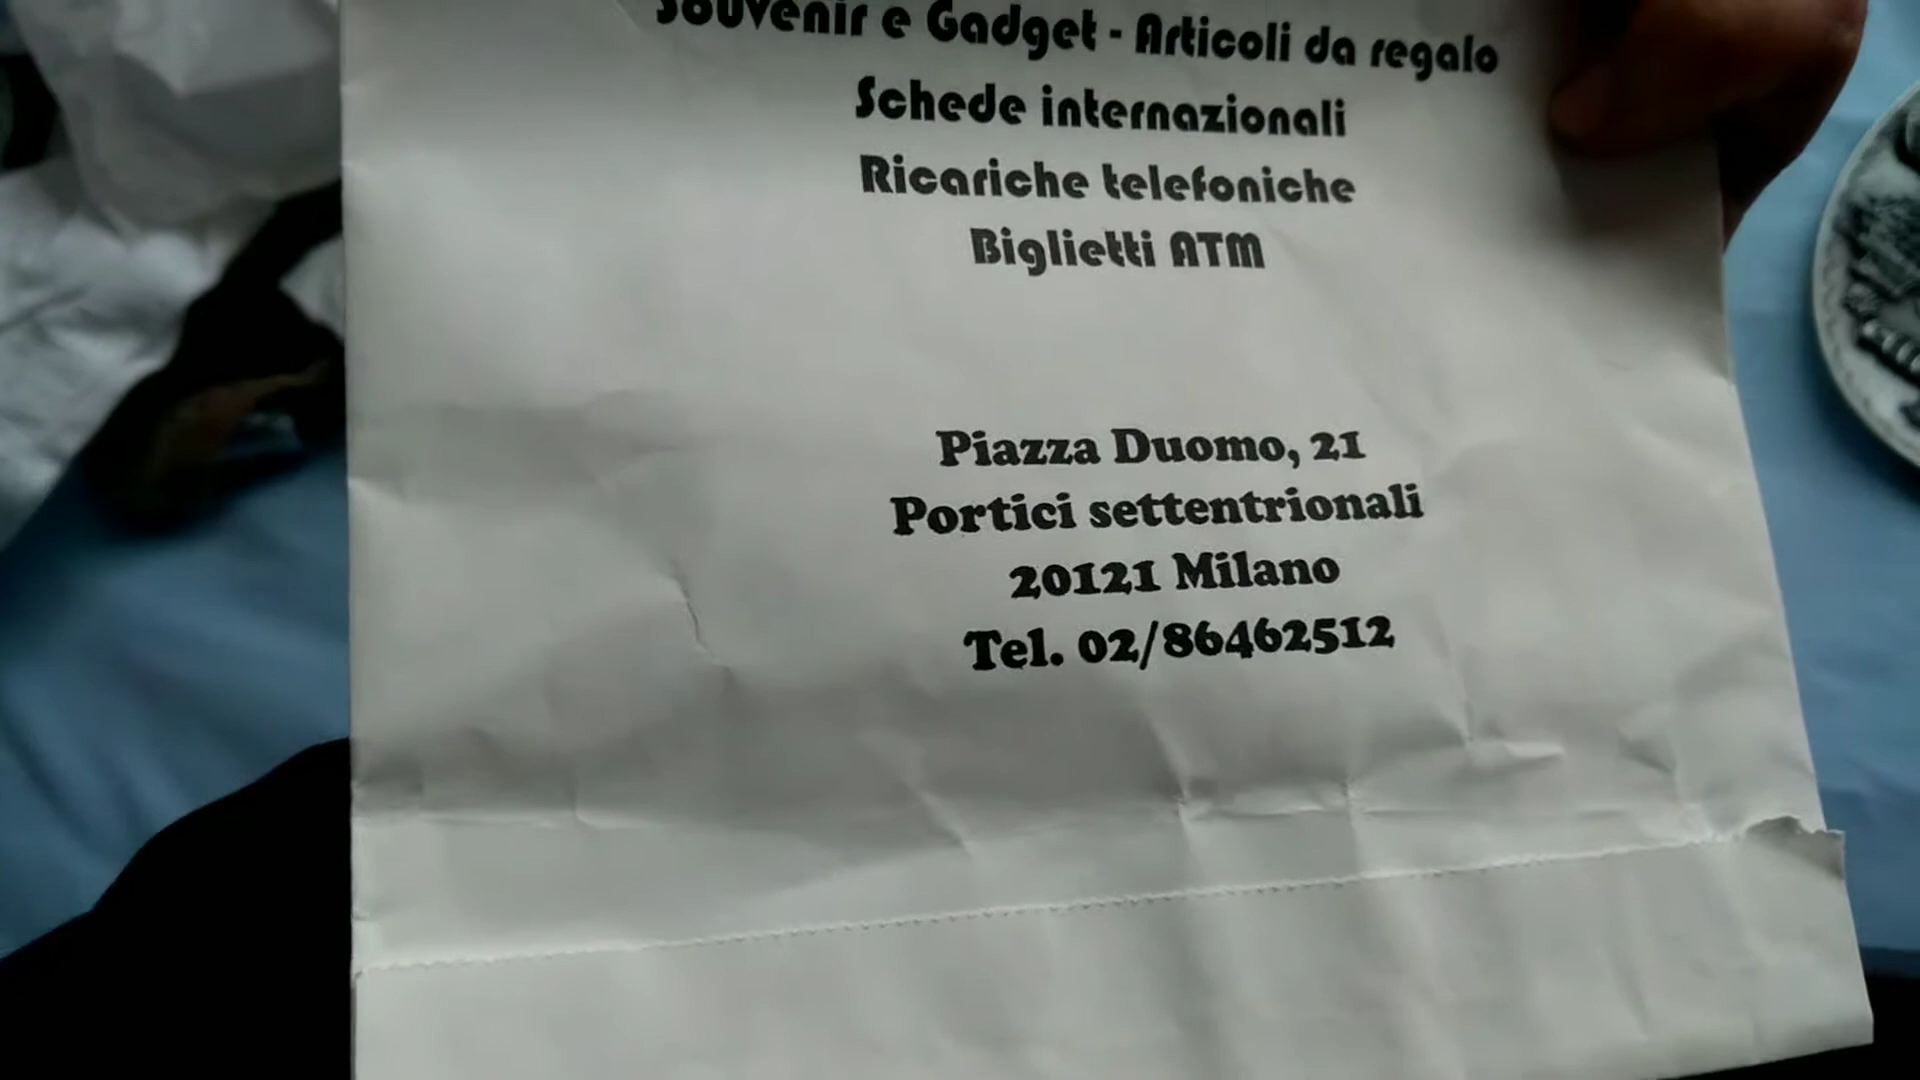 Souvenir e Gadget - Articoli da regalo
Schede internazionali
Ricariche telefoniche
Biglietti ATM
Piazza Duomo, 21
Portici settentrionali
20121 Milano
Tel. 02/86462512